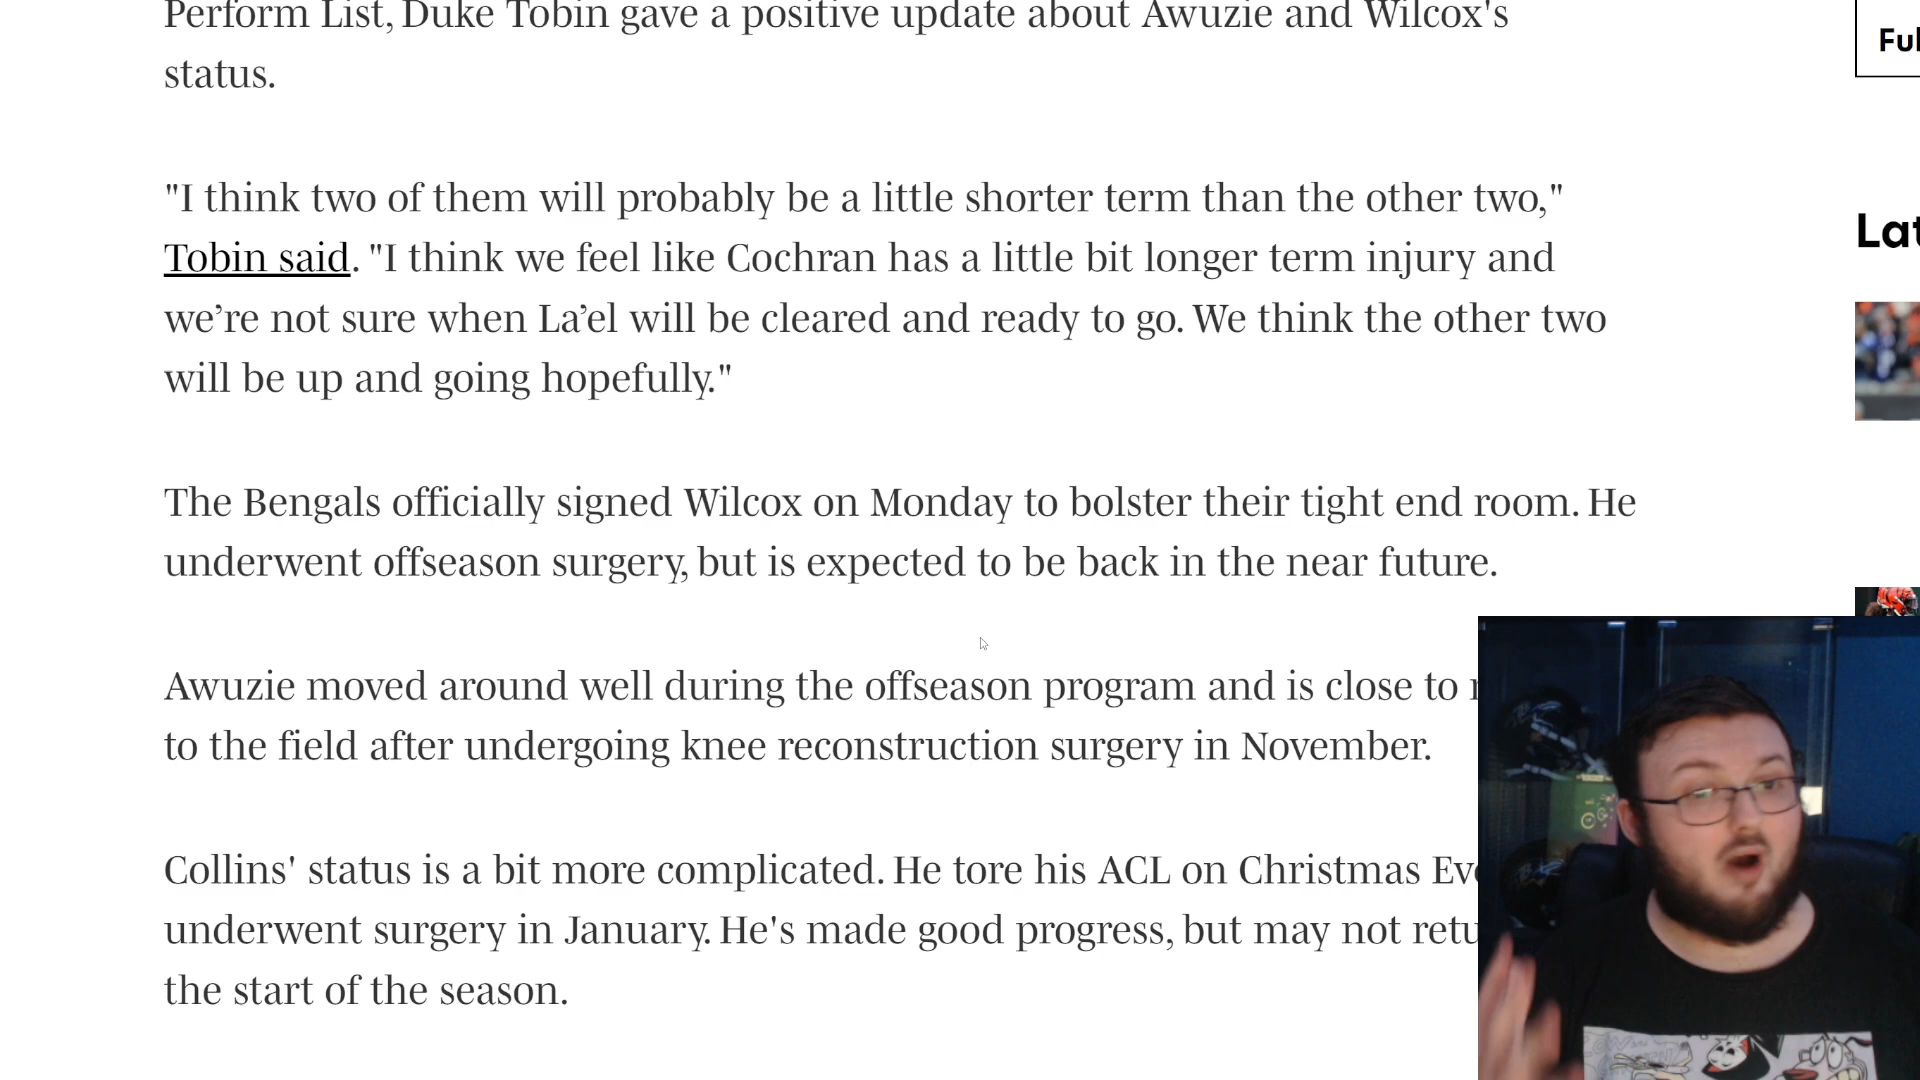 Perform List, Duke Tobin gave a positive update about Awuzie and Wilcox's
status.
"I think two of them will probably be a little shorter term than the other two,"
Tobin said. "I think we feel like Cochran has a little bit longer term injury and
we’re not sure when La’el will be cleared and ready to go. We think the other two
will be up and going hopefully."
The Bengals officially signed Wilcox on Monday to bolster their tight end room. He
underwent offseason surgery, but is expected to be back in the near future.
Awuzie moved around well during the offseason program and is close to
to the field after undergoing knee reconstruction surgery in November.
Collins' status is a bit more complicated. He tore his ACL on Christmas
underwent surgery in January. He's made good progress, but may not
the start of the season.